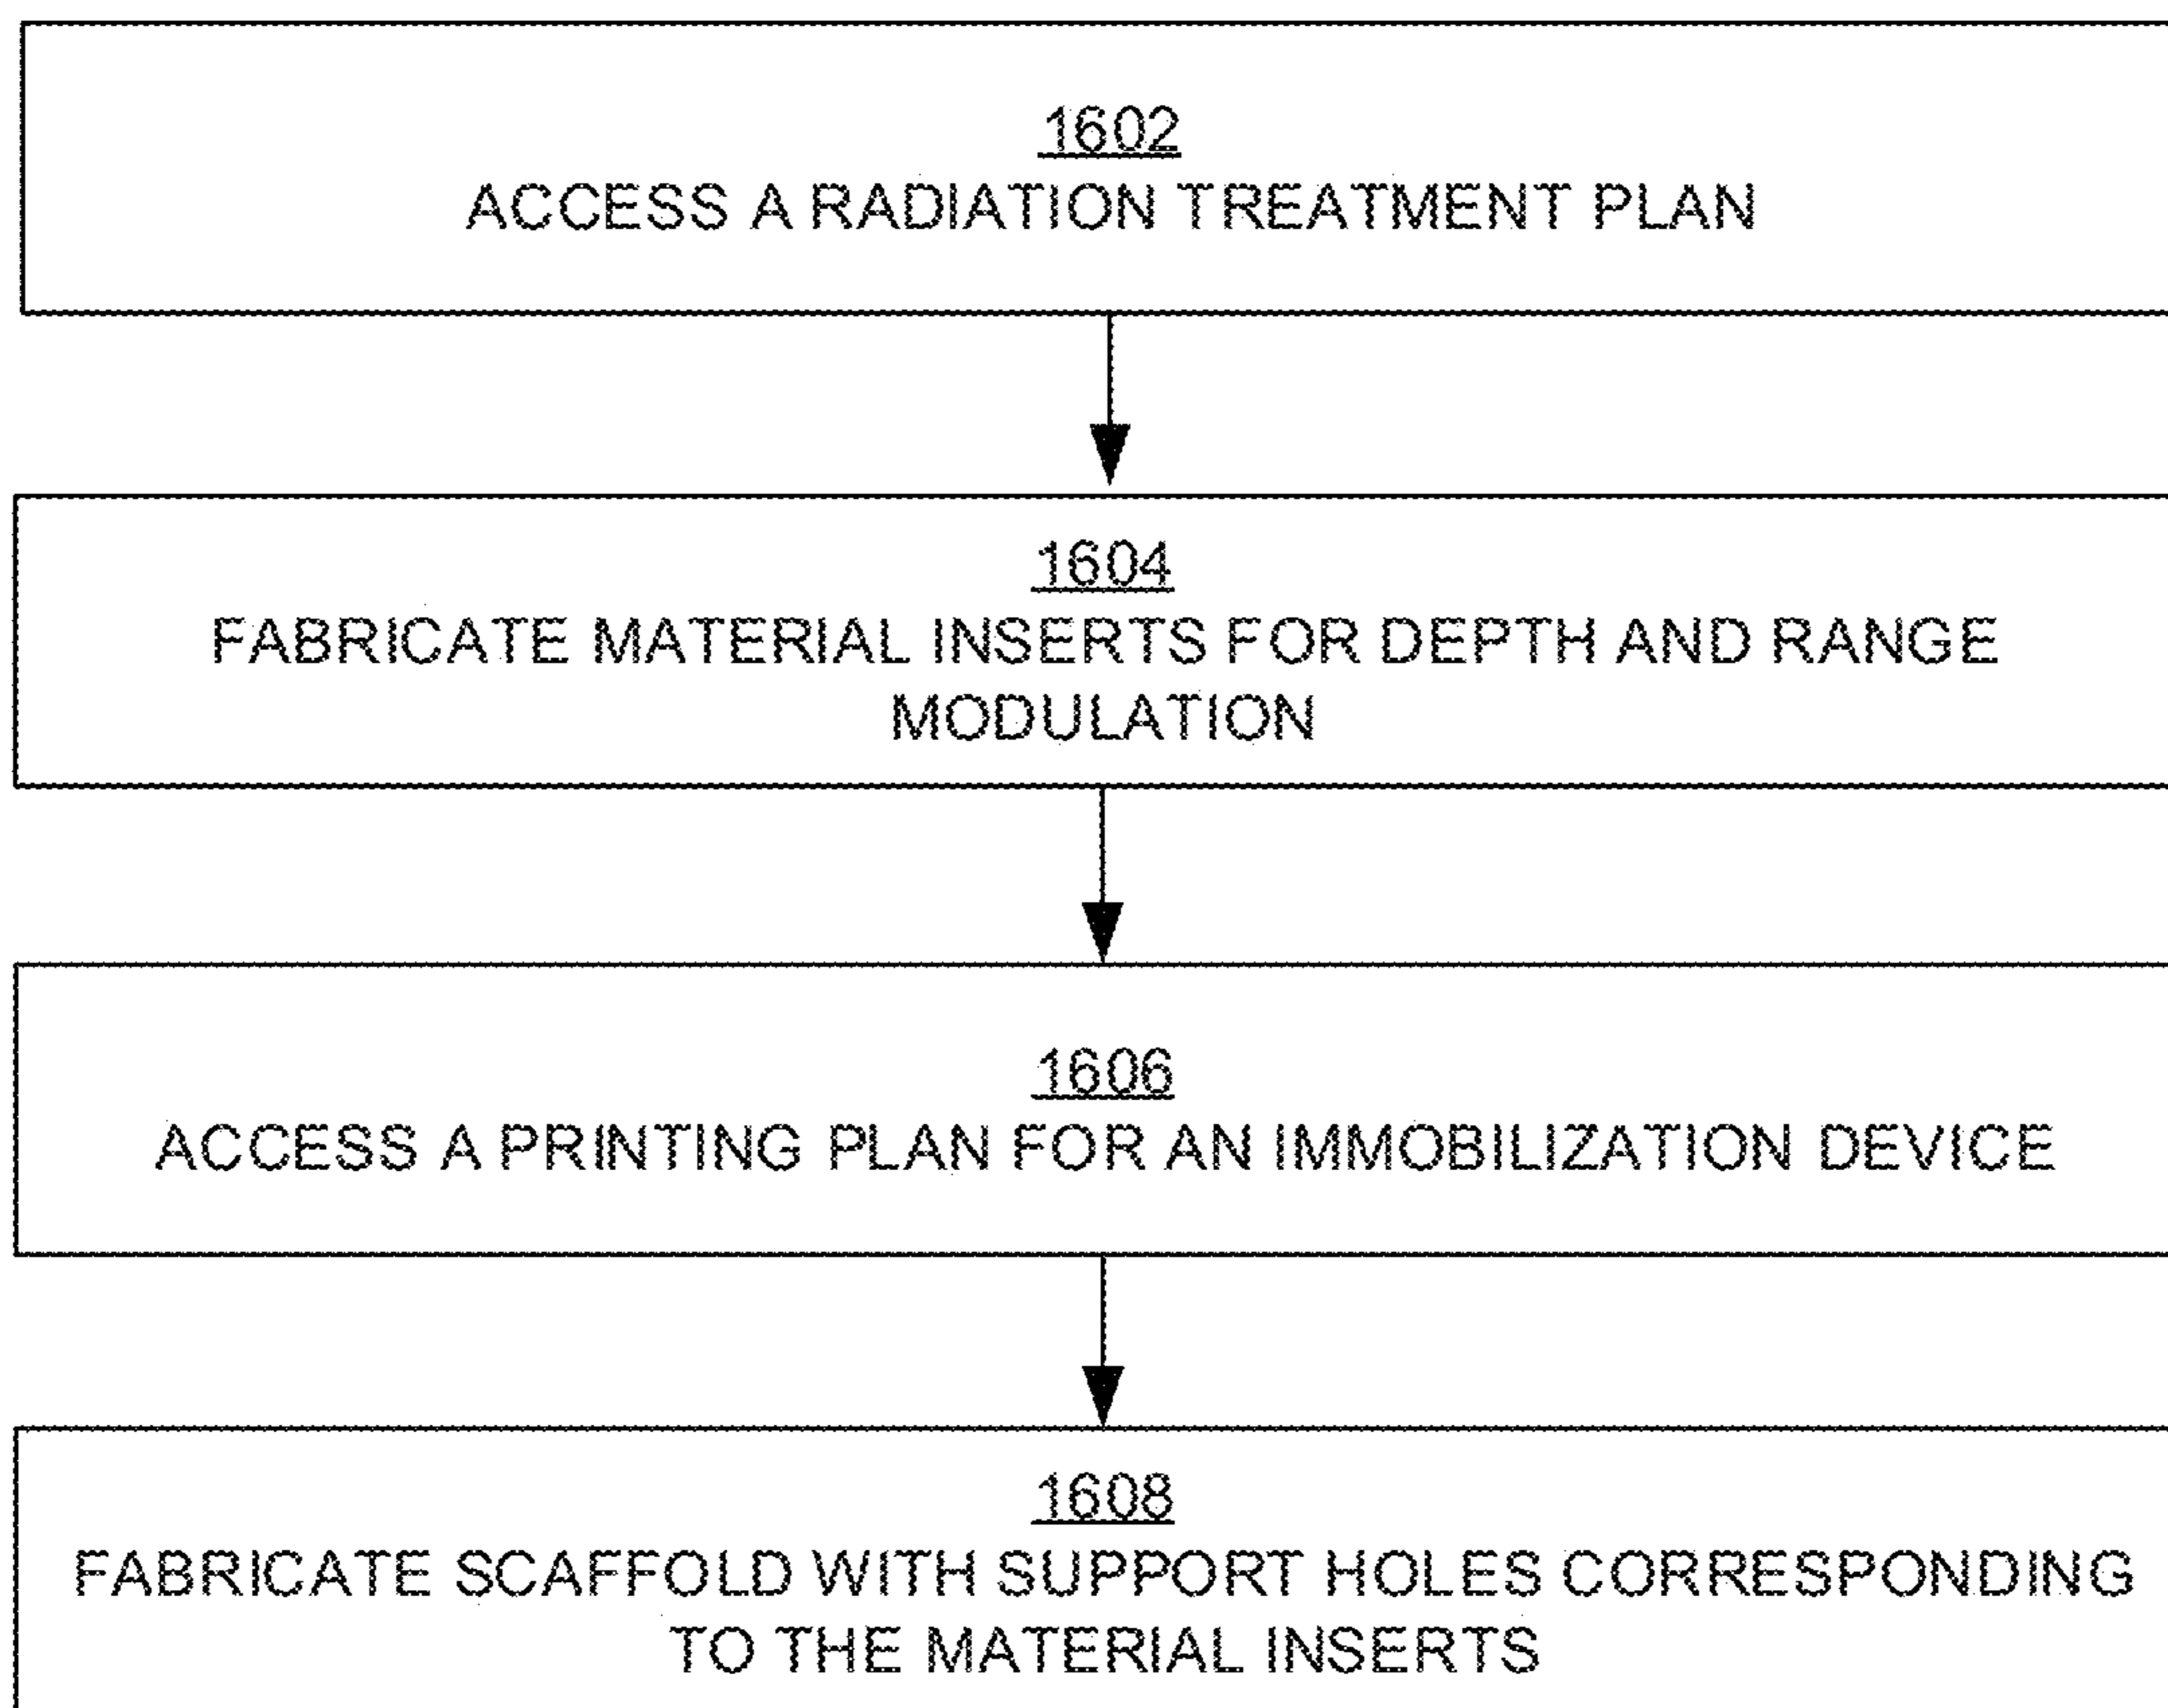 1602
ACCESS A RADIATION TREATMENT PLAN
1604
FABRICATE MATERIAL INSERTS FOR DEPTH AND RANGE
MODULATION
1606
ACCESS A PRINTING PLAN FOR AN IMMOBILIZATION DEVICE
1608
FABRICATE SCAFFOLD WITH SUPPORT HOLES CORRESPONDING
TO THE MATERIAL INSERTS